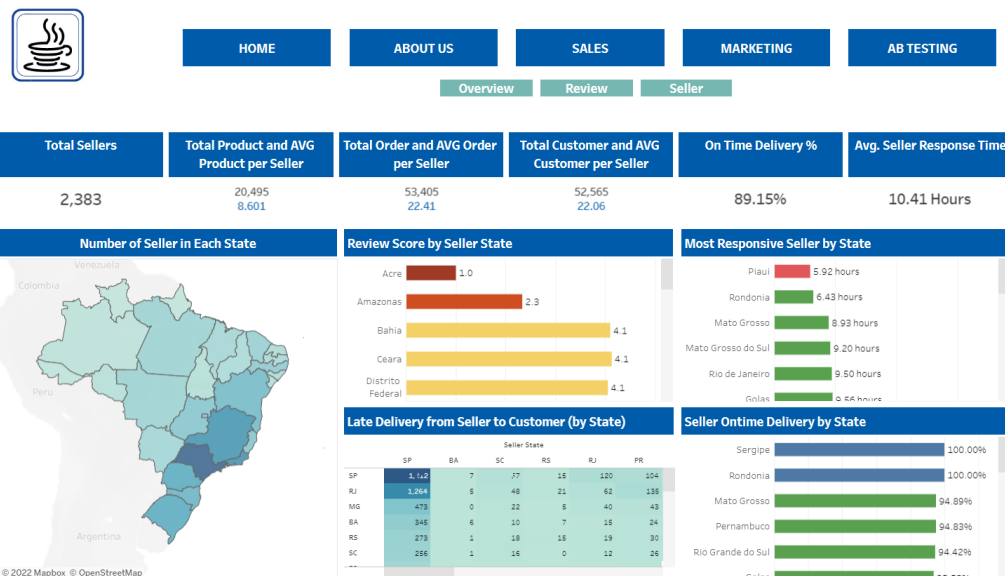 HOME ABOUT US SALES MARKETING AB TESTING
Overview Review Seller
Total Sellers
2,383
Total Product and AVG
Product per Seller
20,495
8.601
Total Order and AVG Order
per Seller
53,405
22.41
Total Customer and AVG
Customer per Seller
52,565
22.06
On Time Delivery %
89.15%
Avg. Seller Response Time
10.41 Hours
Number of Seller in Each State
Venezuela
Colombia
Peru
Argentina
© 2022 Mapbox © OpenStreetMap
Review Score by Seller State
Acre 1.0
Amazonas 2.3
Bahia 4.1
Ceara 4.1
Distrito
Federal 4.1
Most Responsive Seller by State
Piaui 5.92 hours
Rondonia 6.43 hours
Mato Grosso 8.93 hours
Mato Grosso do Sul 9.20 hours
Rio de Janeiro 9.50 hours
9.56 hours
Late Delivery from Seller to Customer (by State)
Seller State
SP BA SC RS RJ PR
SP 7 15 120 104
RJ 1,264 5 48 21 62 135
MG 473 0 22 5 40 43
BA 345 6 10 7 15 24
RS 273 1 18 15 19 30
SC 256 1 16 0 12 26
Seller Ontime Delivery by State
Sergipe 100.00%
Rondonia 100.00%
Mato Grosso 94.89%
Pernambuco 94.83%
Rio Grande do Sul 94.42%